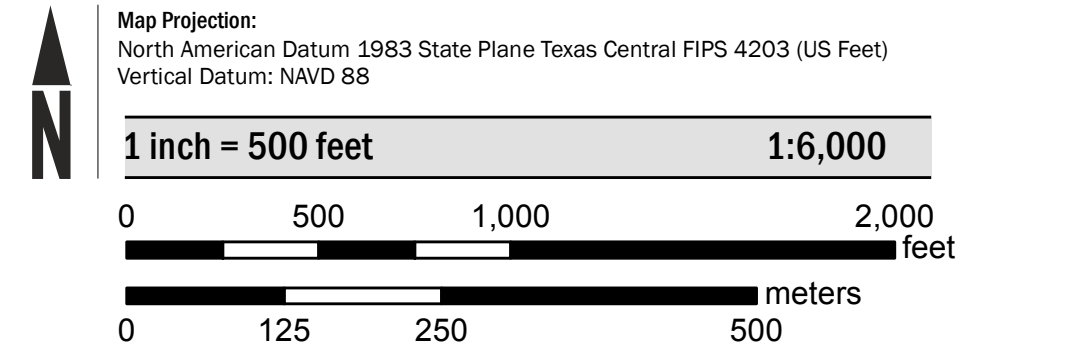 N
Map Projection:
North American Datum 1983 State Plane Texas Central FIPS 4203 (US Feet)
Vertical Datum: NAVD 88
1 inch = 500 feet 1:6,000
0 500 1,000 2,000
feet
meters
0 125 250 500